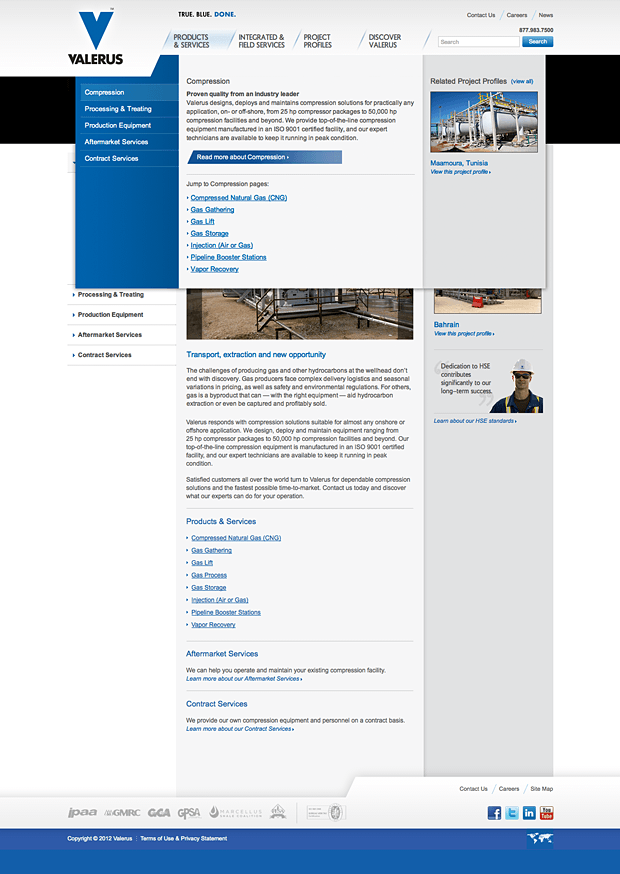 TRUE. BLUE. DONE.
Contact Us
Careers
News
877.983.7500
VALERUS
TM
PRODUCTS
& SERVICES
INTEGRATED &
FIELD SERVICES
PROJECT
PROFILES
DISCOVER
VALERUS
Search
Search
Compression
Processing & Treating
Production Equipment
Aftermarket Services
Contract Services
Compression
Proven quality from an industry leader
Valerus designs, deploys and maintains compression solutions for practically any
application, on- or off-shore, from 25 hp compressor packages to 50,000 hp
compression facilities and beyond. We provide top-of-the-line compression
equipment manufactured in an ISO 9001 certified facility, and our expert
technicians are available to keep it running in peak condition.
Read more about Compression
Jump to Compression pages:
Compressed Natural Gas (CNG)
Gas Gathering
Gas Lift
Gas Storage
Injection (Air or Gas)
Pipeline Booster Stations
Vapor Recovery
Related Project Profiles (view all)
Maamoura, Tunisia
View this project profile
Processing & Treating
Production Equipment
Aftermarket Services
Contract Services
Transport, extraction and new opportunity
The challenges of producing gas and other hydrocarbons at the wellhead don't
end with discovery. Gas producers face complex delivery logistics and seasonal
variations in pricing, as well as safety and environmental regulations. For others,
gas is a byproduct that can — with the right equipment — aid hydrocarbon
extraction or even be captured and profitably sold.
Valerus responds with compression solutions suitable for almost any onshore or
offshore application. We design, deploy and maintain equipment ranging from
25 hp compressor packages to 50,000 hp compression facilities and beyond. Our
top-of-the-line compression equipment is manufactured in an ISO 9001 certified
facility, and our expert technicians are available to keep it running in peak
condition.
Satisfied customers all over the world turn to Valerus for dependable compression
solutions and the fastest possible time-to-market. Contact us today and discover
what our experts can do for your operation.
Products & Services
Compressed Natural Gas (CNG)
Gas Gathering
Gas Lift
Gas Process
Gas Storage
Injection (Air or Gas)
Pipeline Booster Stations
Vapor Recovery
Aftermarket Services
We can help you operate and maintain your existing compression facility.
Learn more about our Aftermarket Services
Contract Services
We provide our own compression equipment and personnel on a contract basis.
Learn more about our Contract Services
Bahrain
View this project profile
Dedication to HSE
contributes
significantly to our
long–term success.
Learn about our HSE standards
Contact Us
Careers
Site Map
ipaa
GMRC
GCA
GPSA
MARCELLUS
SHALE COALITION
You
Tube
Copyright © 2012 Valerus
Terms of Use & Privacy Statement